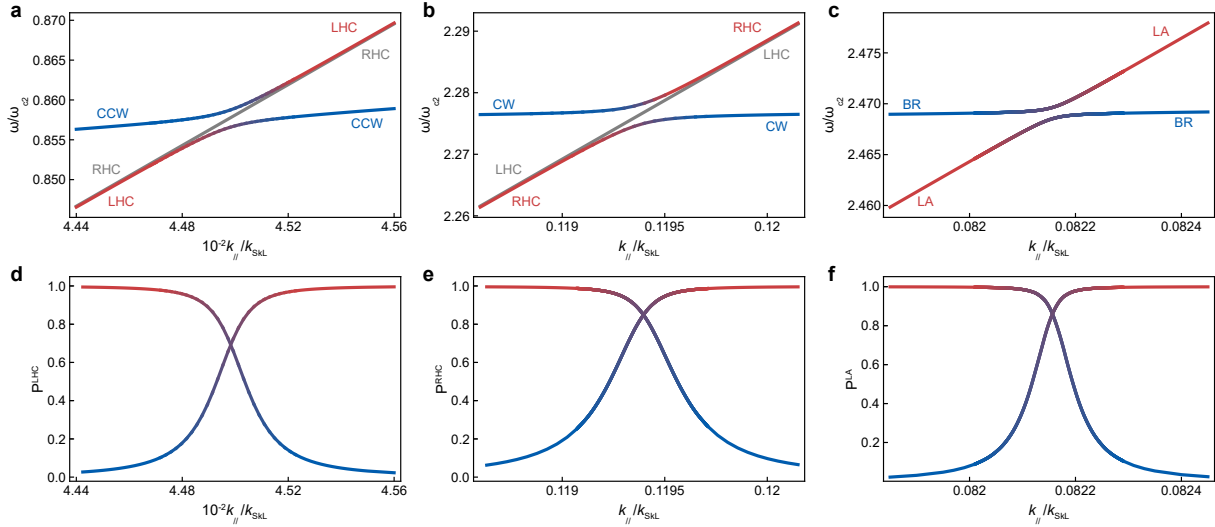 a
0.870
0.865
0.860
0.855
0.850
ω/ω_c2
LHC
RHC
CCW
CCW
RHC
LHC
4.44
4.48
4.52
4.56
10⁻²k_∕∕/k_SkL
b
2.29
2.28
2.27
2.26
ω/ω_c2
RHC
LHC
CW
CW
LHC
RHC
0.119
0.1195
0.12
k_∕∕/k_SkL
c
2.475
2.470
2.465
2.460
ω/ω_c2
LA
BR
BR
LA
0.082
0.0822
0.0824
k_∕∕/k_SkL
d
1.0
0.8
0.6
0.4
0.2
0.0
P^LHC
4.44
4.48
4.52
4.56
10⁻²k_∕∕/k_SkL
e
1.0
0.8
0.6
0.4
0.2
0.0
P^RHC
0.119
0.1195
0.12
k_∕∕/k_SkL
f
1.0
0.8
0.6
0.4
0.2
P^LA
0.082
0.0822
0.0824
k_∕∕/k_SkL